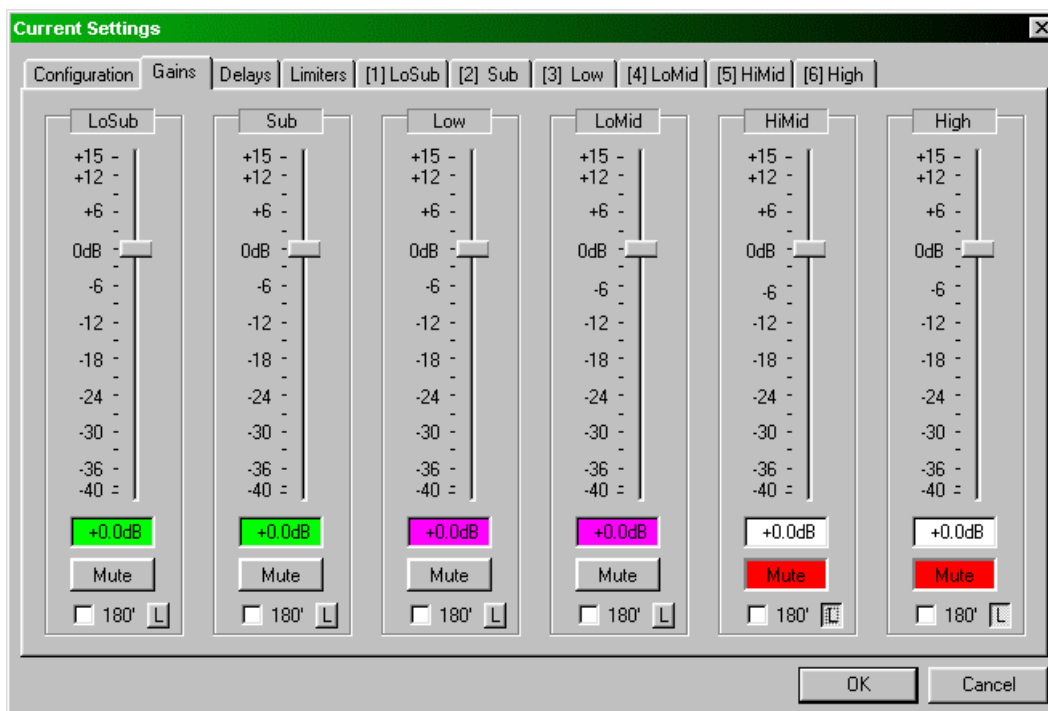 Current Settings
Configuration Gains Delays Limiters [1] LoSub [2] Sub [3] Low [4] LoMid [5] HiMid [6] High
LoSub Sub Low LoMid HiMid High
+15 +15 +15 +15 +15 +15
+12 +12 +12 +12 +12 +12
+6 +6 +6 +6 +6 +6
0dB 0dB 0dB 0dB 0dB 0dB
-6 -6 -6 -6 -6 -6
-12 -12 -12 -12 -12 -12
-18 -18 -18 -18 -18 -18
-24 -24 -24 -24 -24 -24
-30 -30 -30 -30 -30 -30
-36 -36 -36 -36 -36 -36
-40 -40 -40 -40 -40 -40
+0.0dB +0.0dB +0.0dB +0.0dB +0.0dB +0.0dB
Mute Mute Mute Mute Mute Mute
180' L 180' L 180' L 180' L 180' L 180' L
OK Cancel